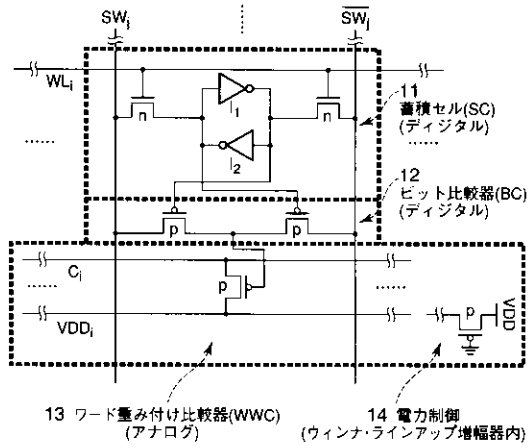 SWj
SWj
WLi
n
I1
n
I2
11
蓄積セル(SC)
(ディジタル)
12
ビット比較器(BC)
(ディジタル)
p
p
Ci
p
VDDi
p
VDD
13 ワード重み付け比較器(WWC)
(アナログ)
14 電力制御
(ウィンナ・ラインアップ増幅器内)